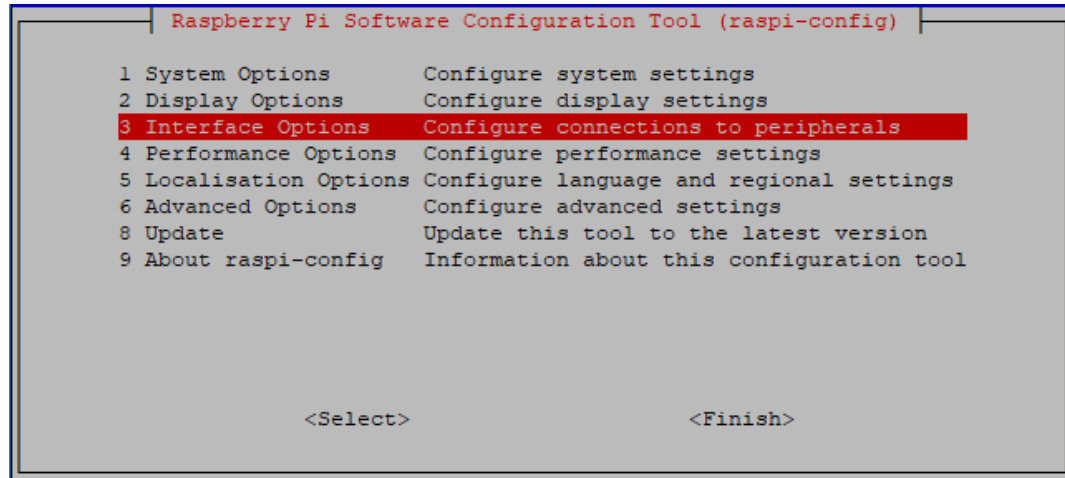 Raspberry Pi Software Configuration Tool (raspi-config)
1 System Options Configure system settings
2 Display Options Configure display settings
3 Interface Options Configure connections to peripherals
4 Performance Options Configure performance settings
5 Localisation Options Configure language and regional settings
6 Advanced Options Configure advanced settings
8 Update Update this tool to the latest version
9 About raspi-config Information about this configuration tool
<Select> <Finish>